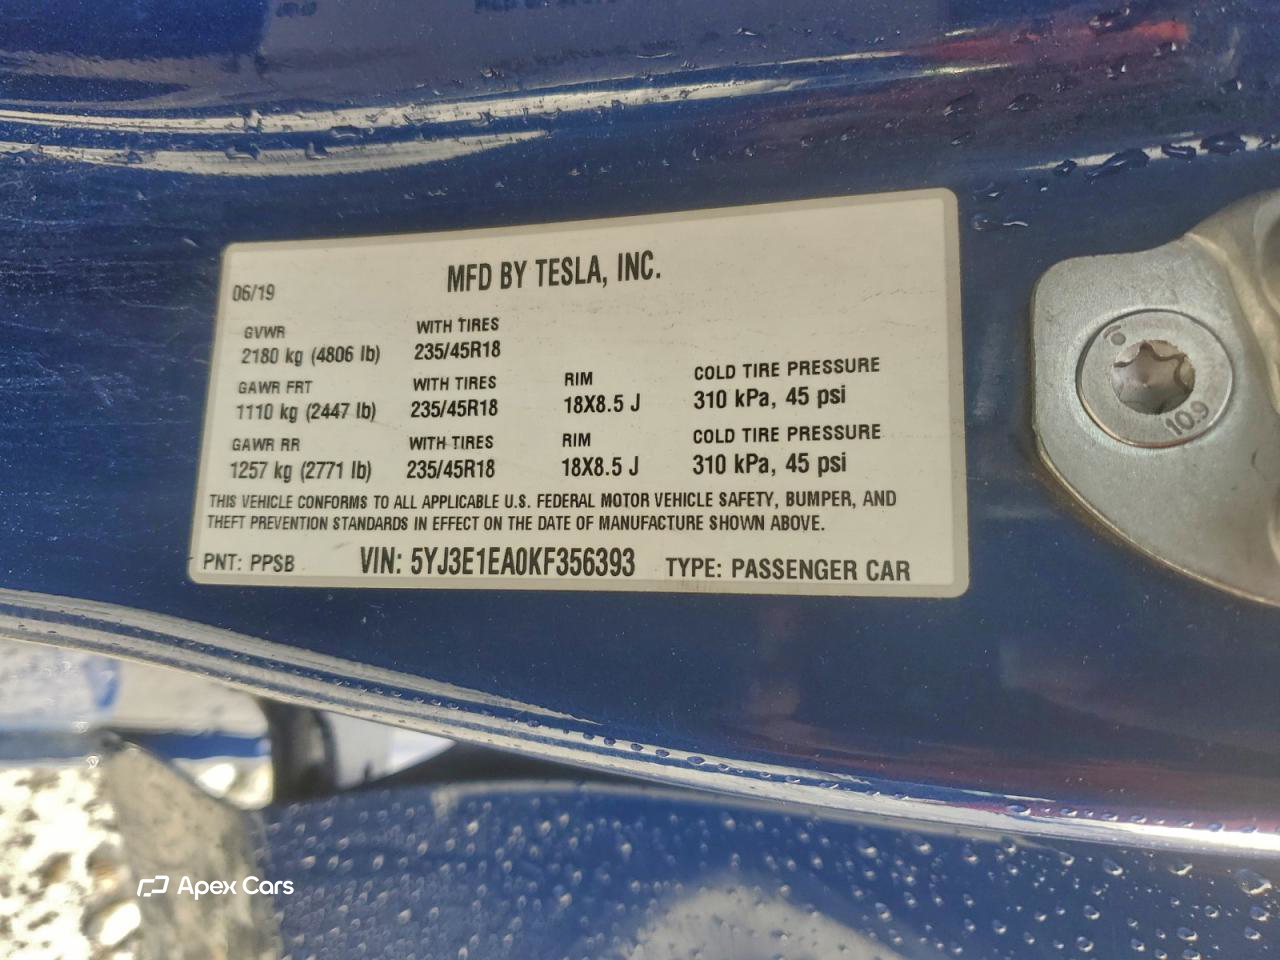 MFD BY TESLA, INC.
06/19
GVWR WITH TIRES
2180 kg (4806 lb) 235/45R18
GAWR FRT WITH TIRES RIM COLD TIRE PRESSURE
1110 kg (2447 lb) 235/45R18 18X8.5 J 310 kPa, 45 psi
GAWR RR WITH TIRES RIM COLD TIRE PRESSURE
1257 kg (2771 lb) 235/45R18 18X8.5 J 310 kPa, 45 psi
THIS VEHICLE CONFORMS TO ALL APPLICABLE U.S. FEDERAL MOTOR VEHICLE SAFETY, BUMPER, AND
THEFT PREVENTION STANDARDS IN EFFECT ON THE DATE OF MANUFACTURE SHOWN ABOVE.
PNT: PPSB VIN: 5YJ3E1EA0KF356393 TYPE: PASSENGER CAR
10.9
Apex Cars